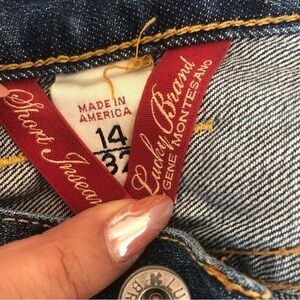 MADE IN
AMERICA
14
32
Short Inseam
Lucky Brand
GENE MONTESANO